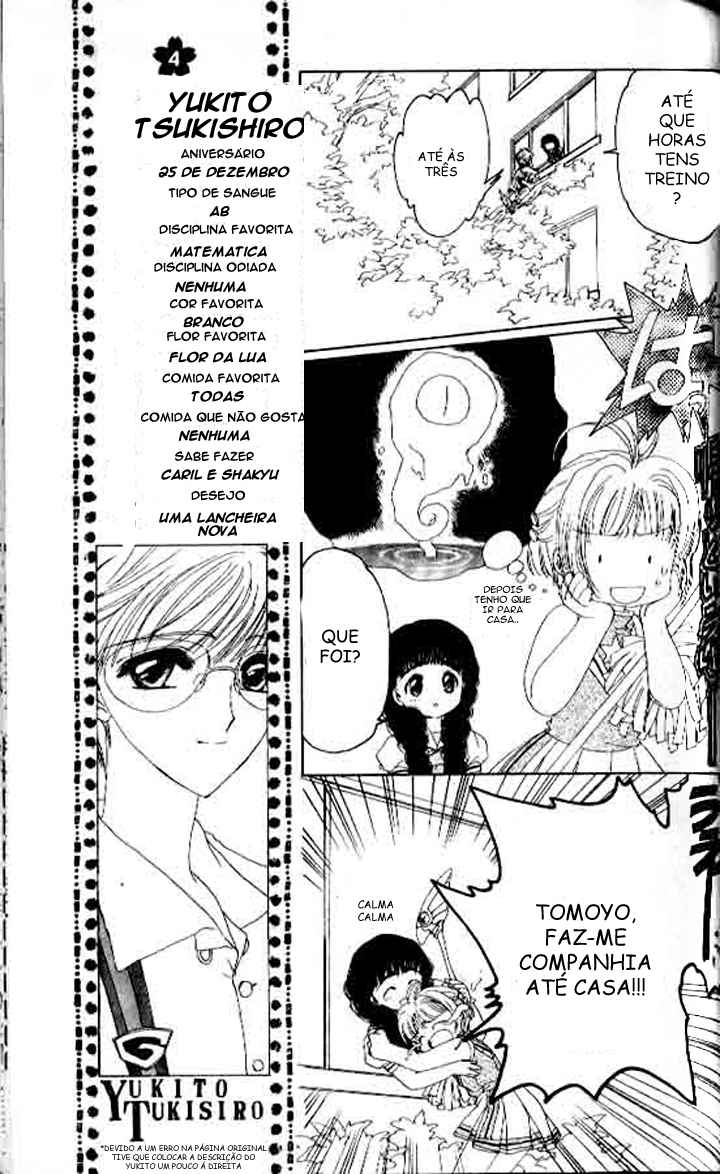 4
YUKITO
TSUKISHIRO
ANIVERSÁRIO
25 DE DEZEMBRO
TIPO DE SANGUE
AB
DISCIPLINA FAVORITA
MATEMATICA
DISCIPLINA ODIADA
NENHUMA
COR FAVORITA
BRANCO
FLOR FAVORITA
FLOR DA LUA
COMIDA FAVORITA
TODAS
COMIDA QUE NÃO GOSTA
NENHUMA
SABE FAZER
CARIL E SHAKYU
DESEJO
UMA LANCHEIRA
NOVA
YUKITO
TUKISIRO
*DEVIDO A UM ERRO NA PÁGINA ORIGINAL
TIVE QUE COLOCAR A DESCRIÇÃO DO
YUKITO UM POUCO À DIREITA
ATÉ
QUE
HORAS
TENS
TREINO
?
ATÉ ÀS
TRÊS
はっ
DEPOIS
TENHO QUE
IR PARA
CASA..
QUE
FOI?
TOMOYO,
FAZ-ME
COMPANHIA
ATÉ CASA!!!
CALMA
CALMA